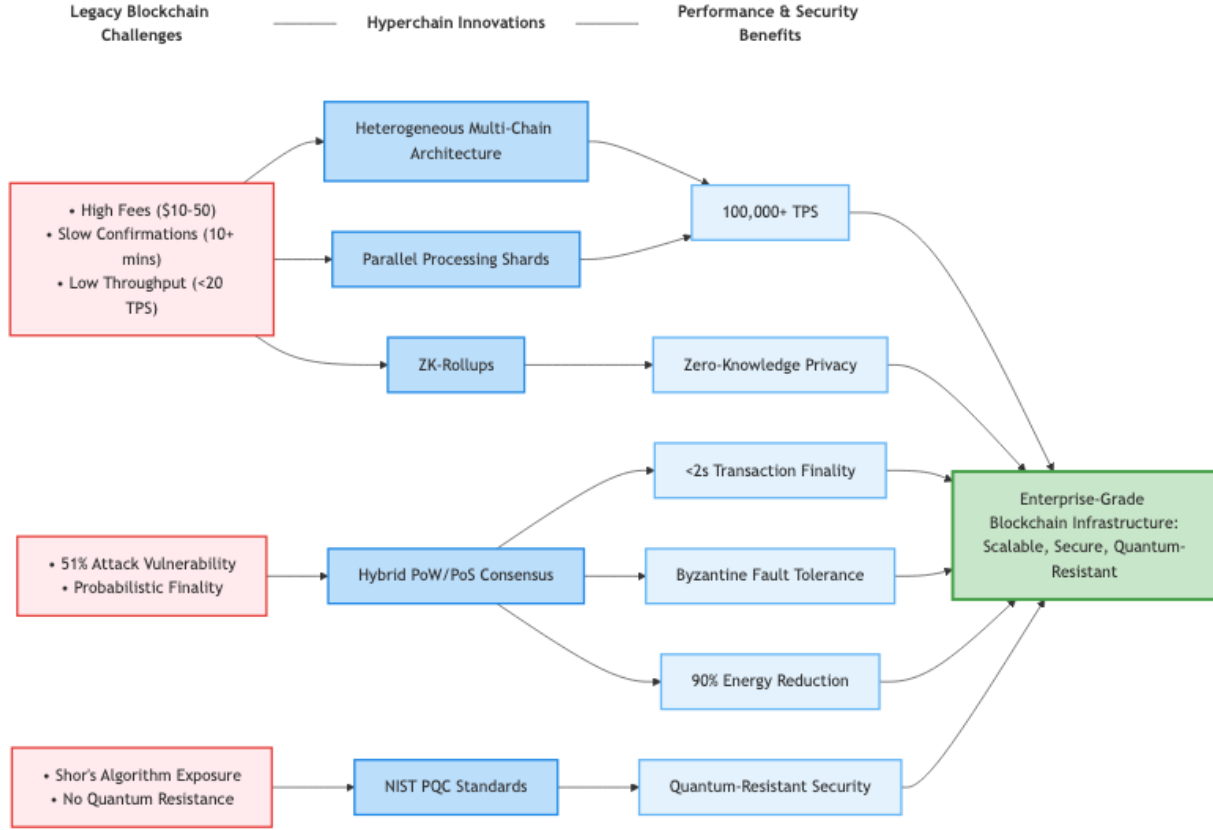 Legacy Blockchain
Challenges
Hyperchain Innovations
Performance & Security
Benefits
• High Fees ($10-50)
• Slow Confirmations (10+
mins)
• Low Throughput (<20
TPS)
Heterogeneous Multi-Chain
Architecture
Parallel Processing Shards
ZK-Rollups
100,000+ TPS
Zero-Knowledge Privacy
• 51% Attack Vulnerability
• Probabilistic Finality
Hybrid PoW/PoS Consensus
<2s Transaction Finality
Byzantine Fault Tolerance
90% Energy Reduction
• Shor's Algorithm Exposure
• No Quantum Resistance
NIST PQC Standards
Quantum-Resistant Security
Enterprise-Grade
Blockchain Infrastructure:
Scalable, Secure, Quantum-
Resistant